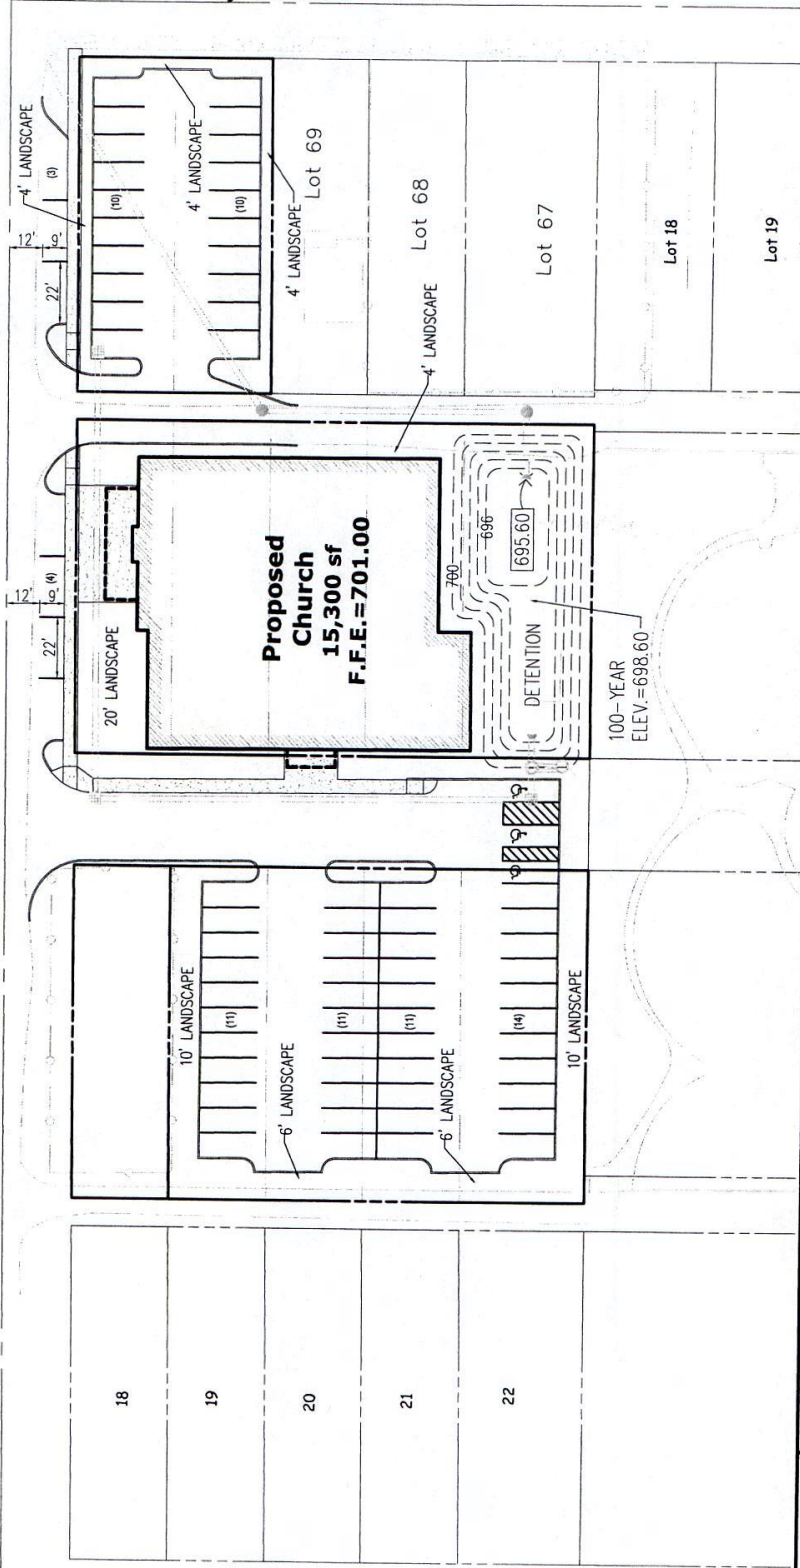 4' LANDSCAPE
12'
9'
(3)
22'
(10)
4' LANDSCAPE
(10)
4' LANDSCAPE
Lot 69
Lot 68
Lot 67
Lot 18
Lot 19
4' LANDSCAPE
12'
9'
(4)
22'
20' LANDSCAPE
Proposed
Church
15,300 sf
F.F.E.=701.00
700
696
695.60
DETENTION
100-YEAR
ELEV.=698.60
10' LANDSCAPE
(11)
(11)
(11)
(14)
6' LANDSCAPE
6' LANDSCAPE
10' LANDSCAPE
18
19
20
21
22